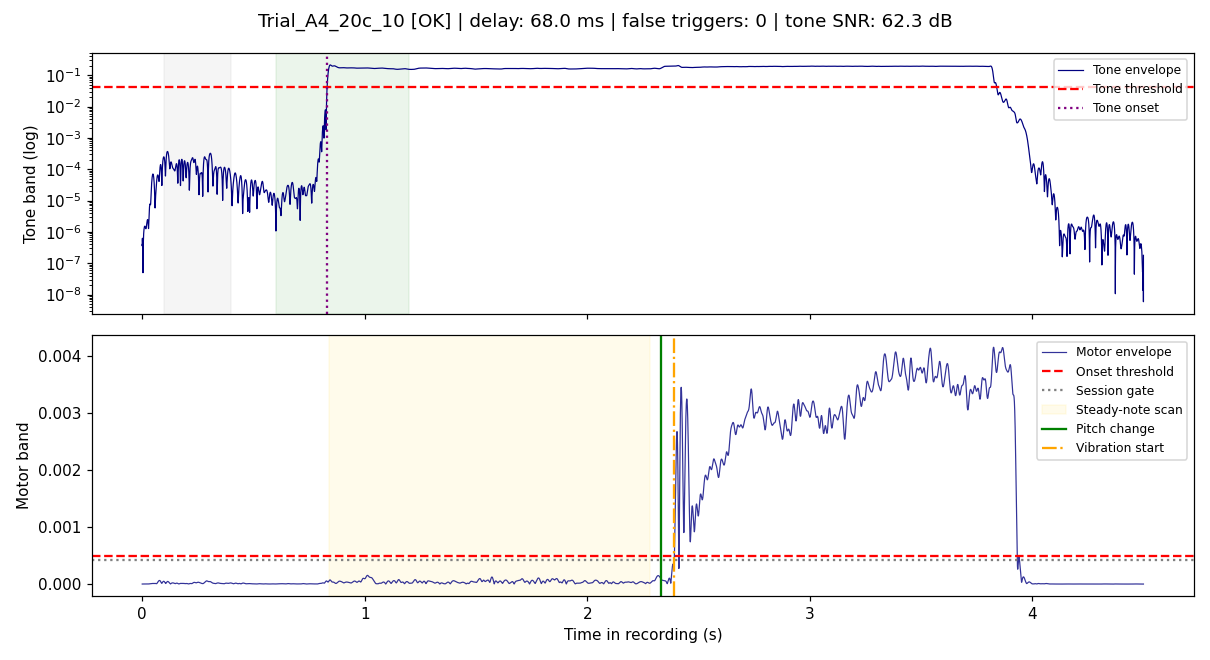 Trial_A4_20c_10 [OK] | delay: 68.0 ms | false triggers: 0 | tone SNR: 62.3 dB
Tone band (log)
10⁻¹
10⁻²
10⁻³
10⁻⁴
10⁻⁵
10⁻⁶
10⁻⁷
10⁻⁸
Tone envelope
Tone threshold
Tone onset
Motor band
0.004
0.003
0.002
0.001
0.000
Motor envelope
Onset threshold
Session gate
Steady-note scan
Pitch change
Vibration start
0 1 2 3 4
Time in recording (s)